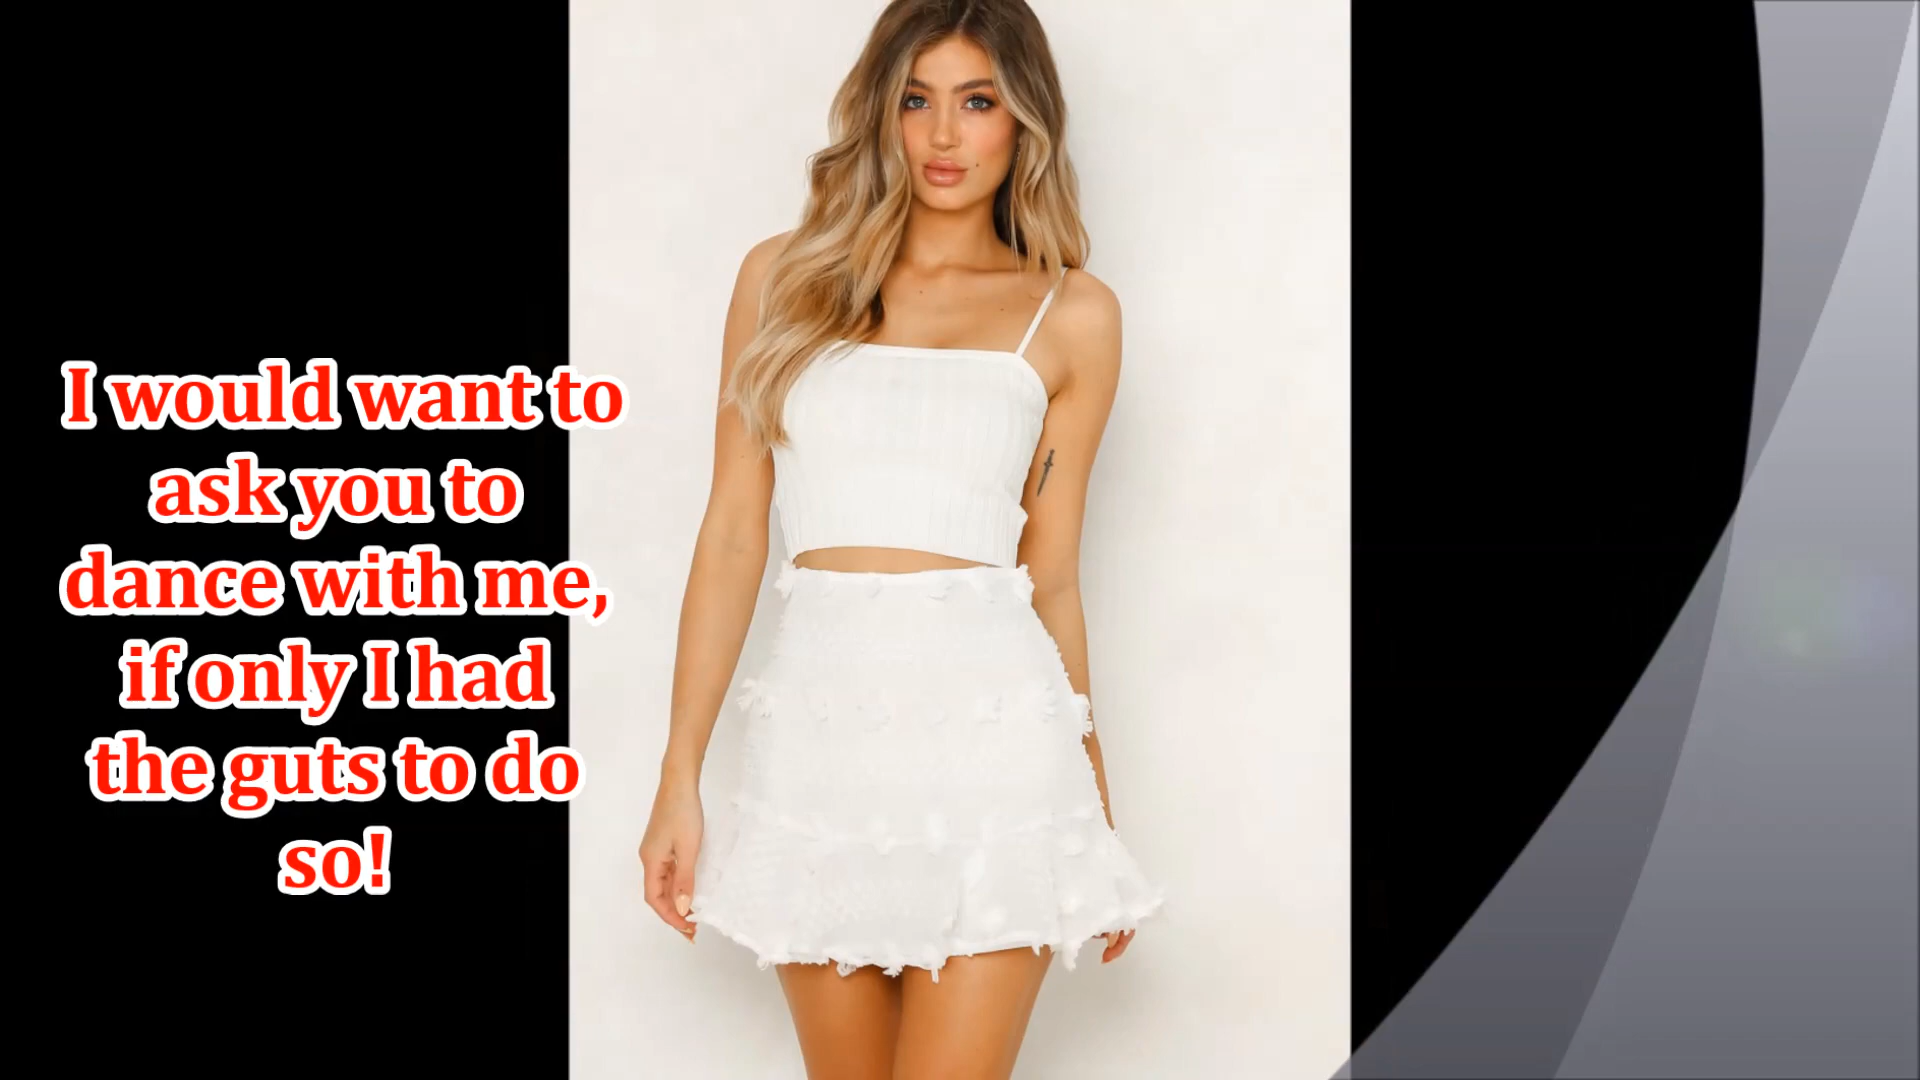 I would want to
ask you to
dance with me,
if only I had
the guts to do
so!